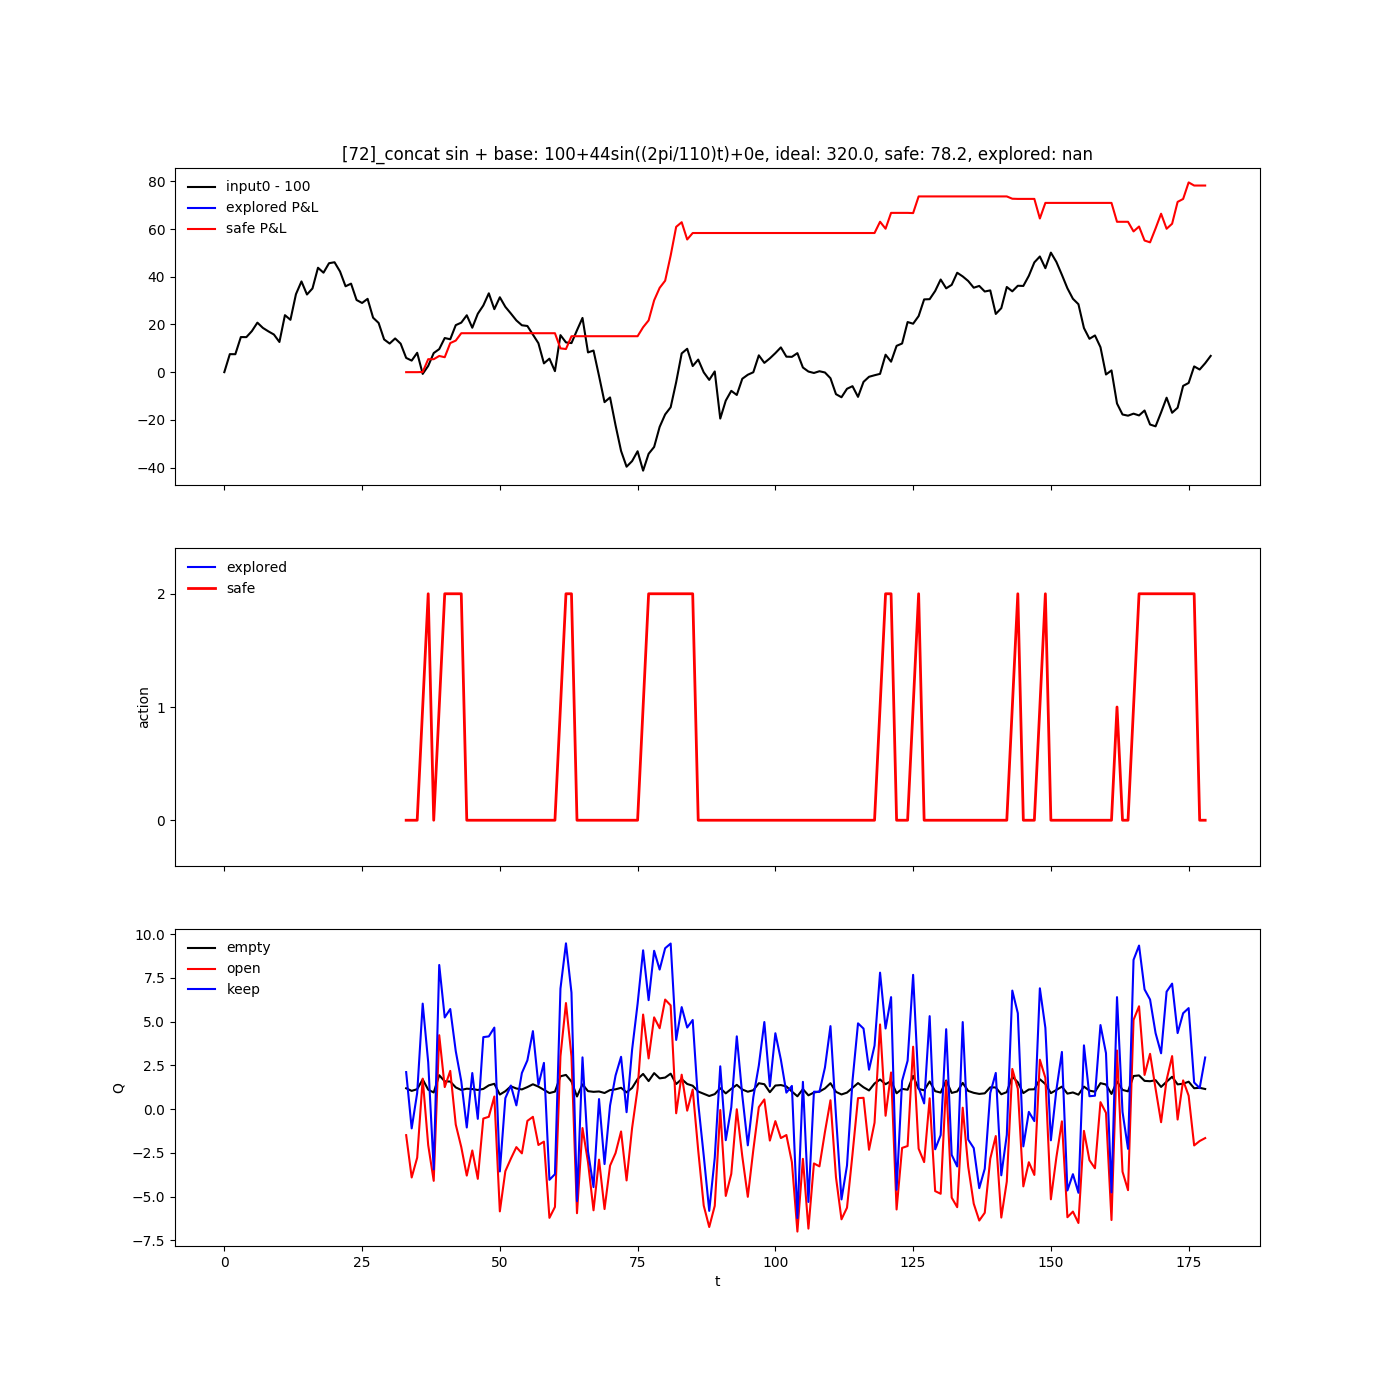 [72]_concat sin + base: 100+44sin((2pi/110)t)+0e, ideal: 320.0, safe: 78.2, explored: nan
80
60
40
20
0
−20
−40
input0 - 100
explored P&L
safe P&L
action
2
1
0
explored
safe
Q
10.0
7.5
5.0
2.5
0.0
−2.5
−5.0
−7.5
empty
open
keep
0 25 50 75 100 125 150 175
t